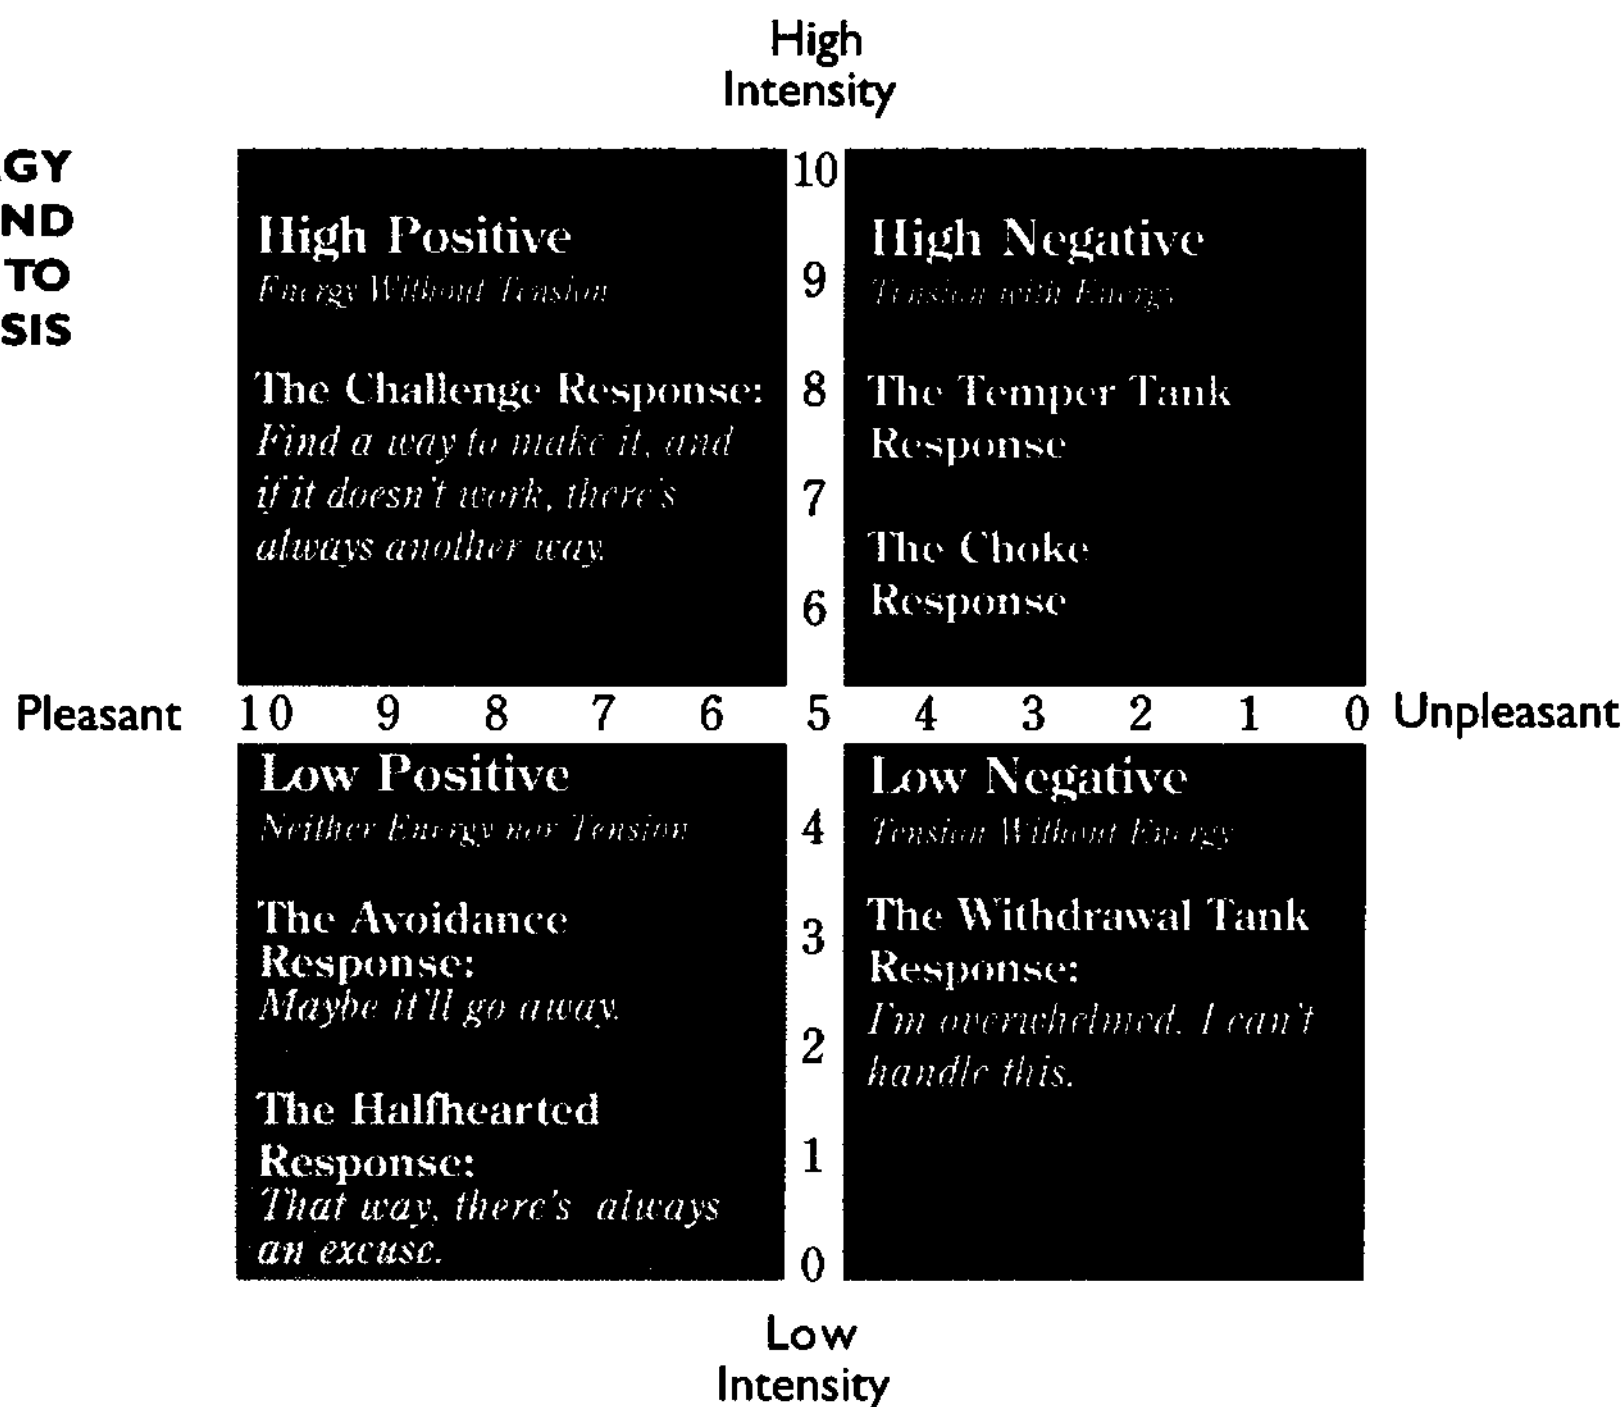 High
Intensity
GY
ND
TO
SIS
10
High Positive
Energy Without Tension
The Challenge Response:
Find a way to make it, and
if it doesn't work, there's
always another way.
9
8
7
6
High Negative
Tension with Energy
The Temper Tank
Response
The Choke
Response
Pleasant 10 9 8 7 6 5 4 3 2 1 0 Unpleasant
Low Positive
Neither Energy nor Tension
The Avoidance
Response:
Maybe it'll go away.
The Halfhearted
Response:
That way, there's always
an excuse.
4
3
2
1
0
Low Negative
Tension Without Energy
The Withdrawal Tank
Response:
I'm overwhelmed. I can't
handle this.
Low
Intensity